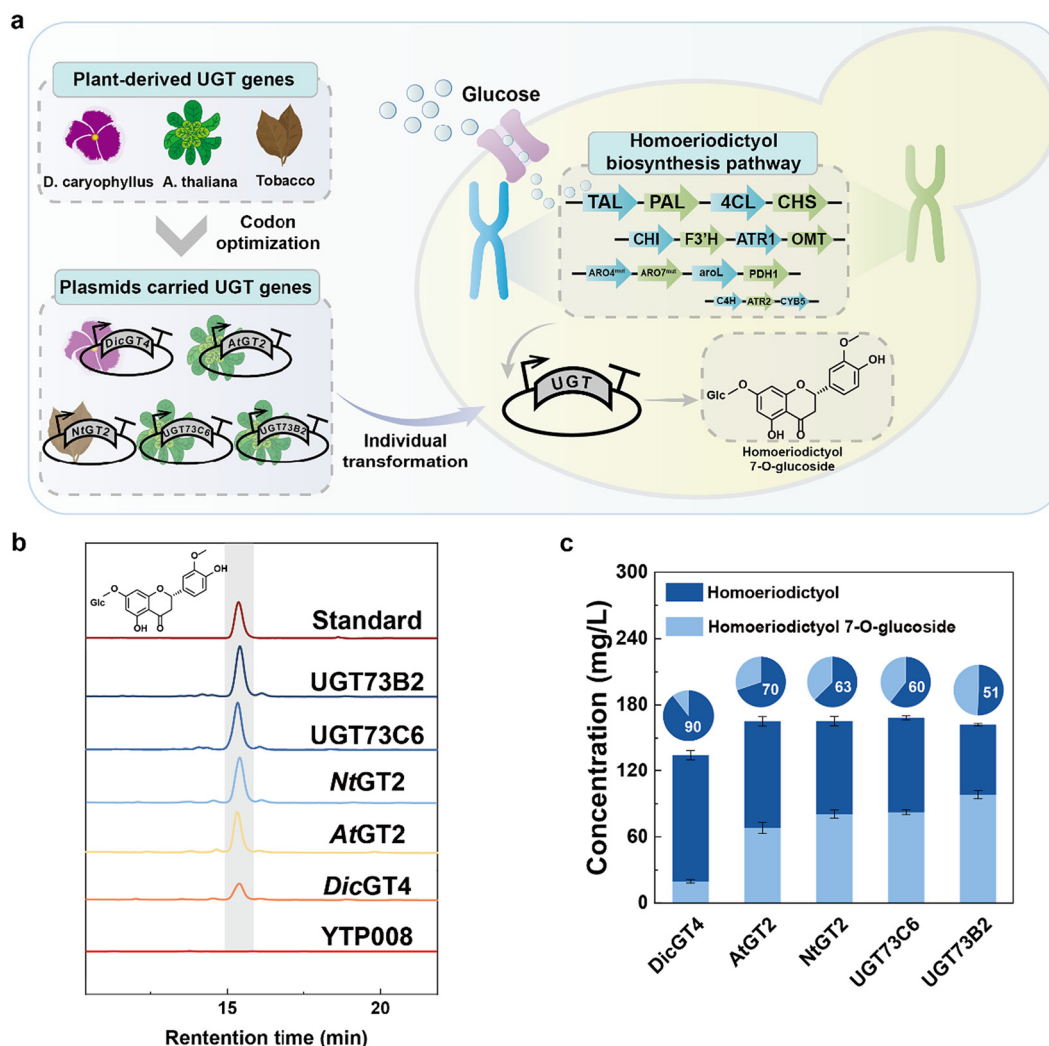 a
Plant-derived UGT genes
D. caryophyllus
A. thaliana
Tobacco
Codon
optimization
Plasmids carried UGT genes
DicGT4
AtGT2
NtGT2
UGT73C6
UGT73B2
Individual
transformation
Glucose
Homoeriodictyol
biosynthesis pathway
TAL PAL 4CL CHS
CHI F3'H ATR1 OMT
ARO4mut ARO7mut aroL PDH1
C4H ATR2 CYB5
UGT
O
OH
Glc
O
O
OH
O
Homoeriodictyol
7-O-glucoside
b
O
OH
Glc
O
O
OH
O
Standard
UGT73B2
UGT73C6
NtGT2
AtGT2
DicGT4
YTP008
15
20
Rentention time (min)
c
Concentration (mg/L)
300
240
180
120
60
0
Homoeriodictyol
Homoeriodictyol 7-O-glucoside
90
70
63
60
51
DicGT4
AtGT2
NtGT2
UGT73C6
UGT73B2